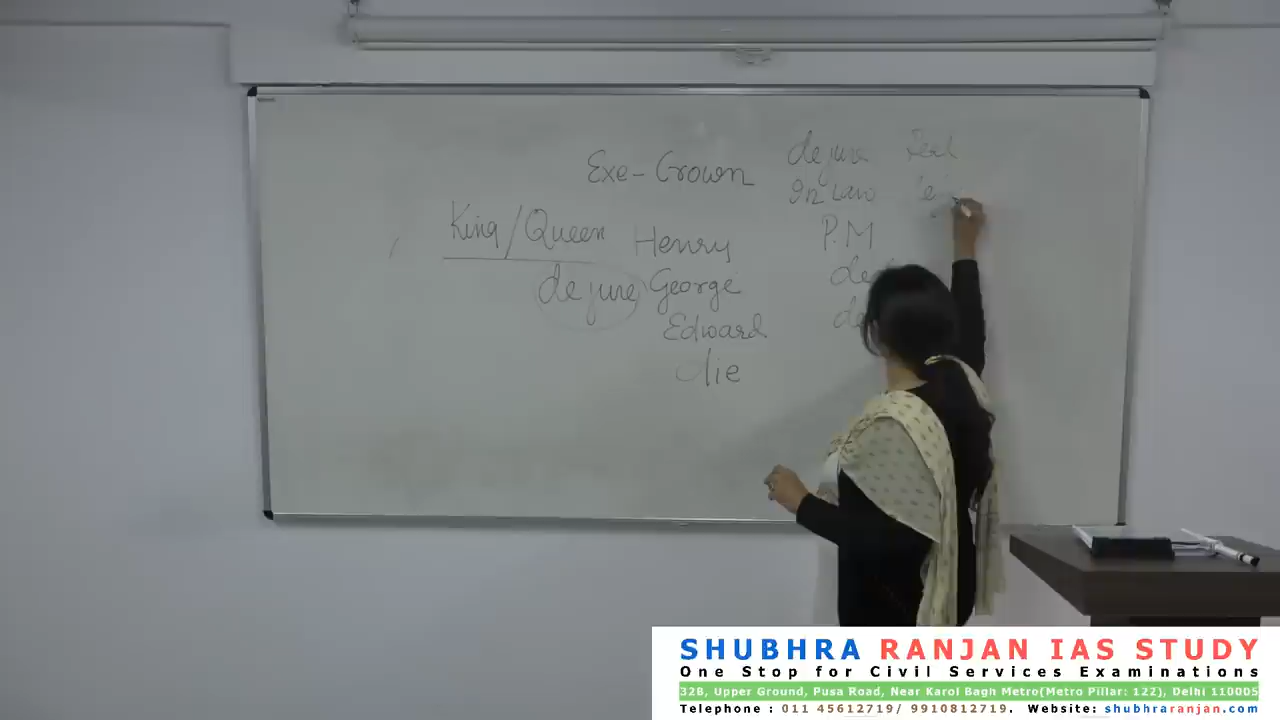 Exe - Crown
King/Queen Henry
de jure George
Edward
die
de jure
In Law
P.M
SHUBHRA RANJAN IAS STUDY
One Stop for Civil Services Examinations
32B, Upper Ground, Pusa Road, Near Karol Bagh Metro(Metro Pillar: 122), Delhi 110005
Telephone : 011 45612719/ 9910812719. Website: shubhraranjan.com